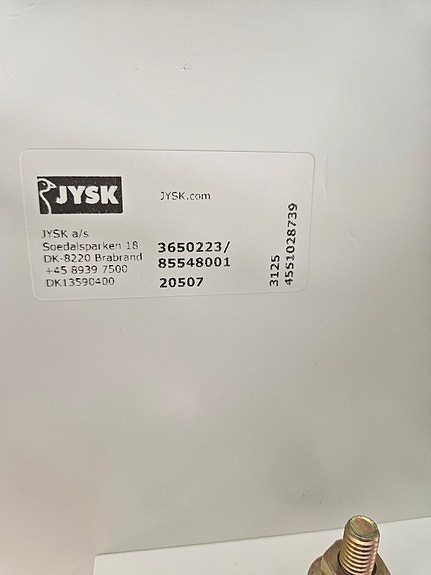 JYSK
JYSK.com
JYSK a/s
Soedalsparken 18
DK-8220 Brabrand
+45 8939 7500
DK13590400
3650223/
85548001
20507
3125
4551028739